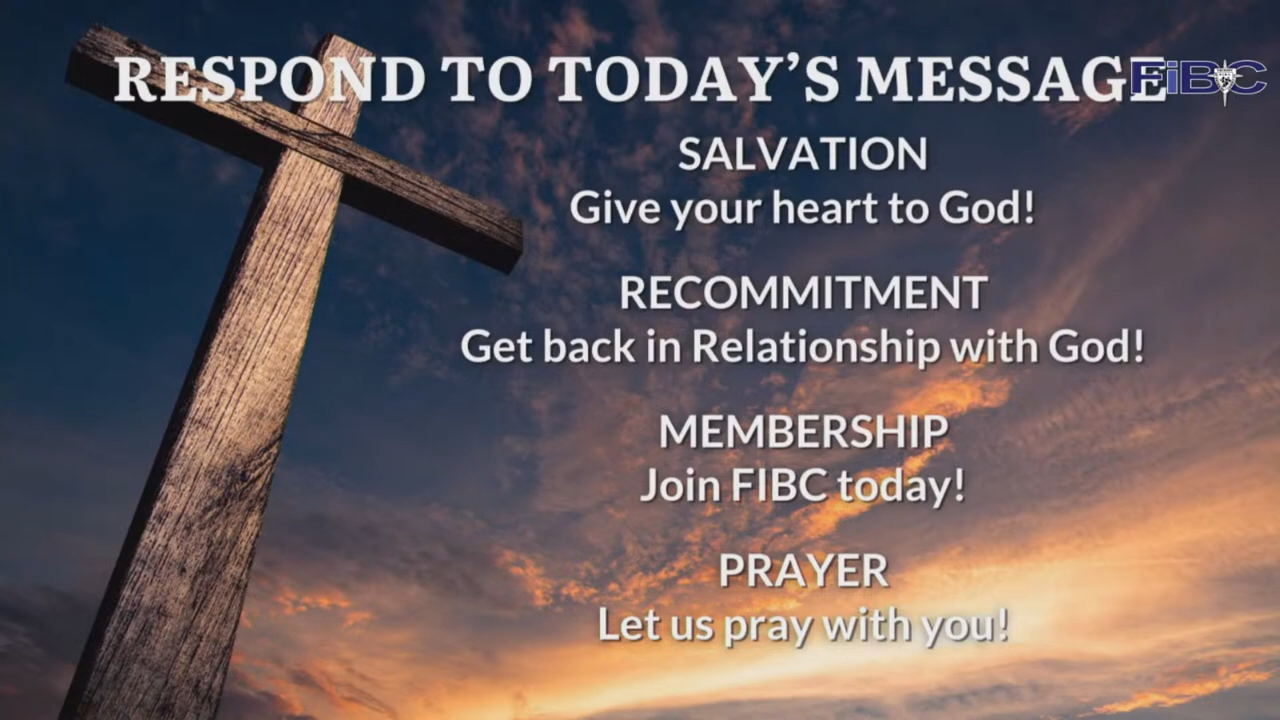 RESPOND TO TODAY'S MESSAGE
FiBC
SALVATION
Give your heart to God!
RECOMMITMENT
Get back in Relationship with God!
MEMBERSHIP
Join FIBC today!
PRAYER
Let us pray with you!